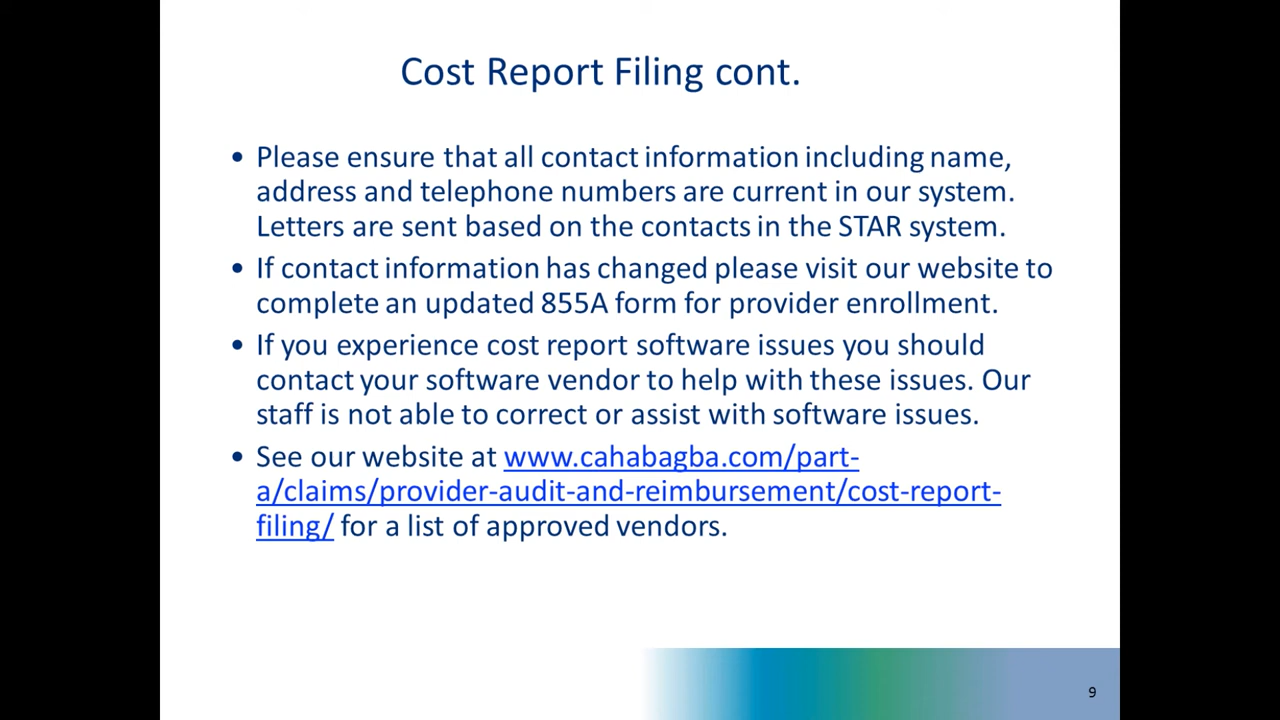 Cost Report Filing cont.
• Please ensure that all contact information including name,
address and telephone numbers are current in our system.
Letters are sent based on the contacts in the STAR system.
• If contact information has changed please visit our website to
complete an updated 855A form for provider enrollment.
• If you experience cost report software issues you should
contact your software vendor to help with these issues. Our
staff is not able to correct or assist with software issues.
• See our website at www.cahabagba.com/part-
a/claims/provider-audit-and-reimbursement/cost-report-
filing/ for a list of approved vendors.
9